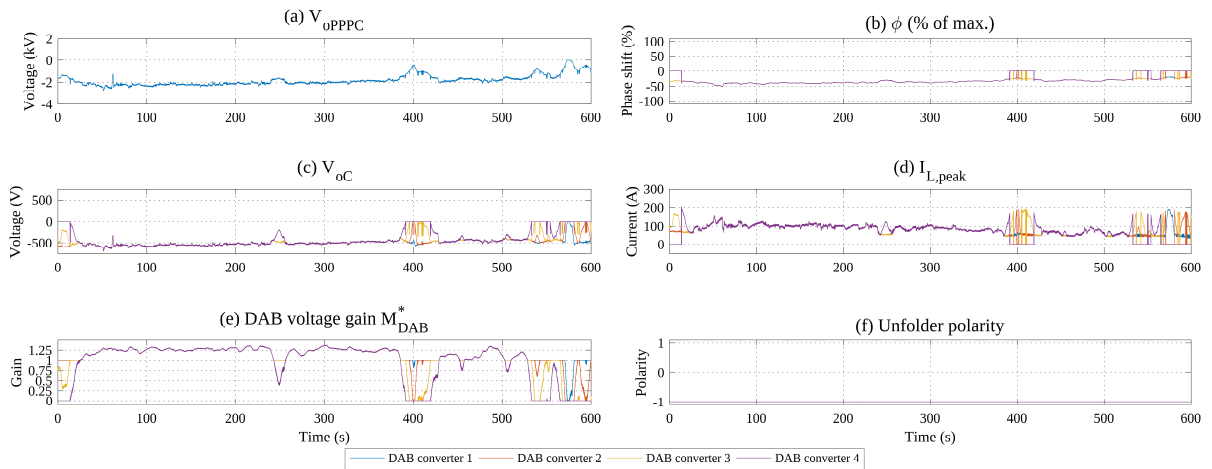 (a) VoPPPC
Voltage (kV)
2
0
-2
-4
0 100 200 300 400 500 600
(b) ϕ (% of max.)
Phase shift (%)
100
50
0
-50
-100
0 100 200 300 400 500 600
(c) VoC
Voltage (V)
500
0
-500
0 100 200 300 400 500 600
(d) IL,peak
Current (A)
300
200
100
0
0 100 200 300 400 500 600
(e) DAB voltage gain M*DAB
Gain
1.25
1
0.75
0.5
0.25
0
0 100 200 300 400 500 600
Time (s)
(f) Unfolder polarity
Polarity
1
0
-1
0 100 200 300 400 500 600
Time (s)
DAB converter 1 DAB converter 2 DAB converter 3 DAB converter 4